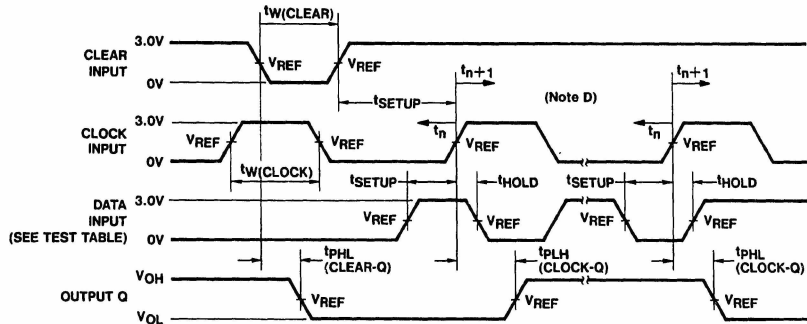 tW(CLEAR)
3.0V
CLEAR
INPUT
0V
VREF
VREF
tn+1
tn+1
tSETUP
(Note D)
3.0V
CLOCK
INPUT
0V
VREF
VREF
tn
VREF
tn
VREF
tW(CLOCK)
tSETUP
tHOLD
tSETUP
tHOLD
3.0V
DATA
INPUT
(SEE TEST TABLE)
0V
VREF
VREF
VREF
VREF
tPHL
(CLEAR-Q)
tPLH
(CLOCK-Q)
tPHL
(CLOCK-Q)
VOH
OUTPUT Q
VOL
VREF
VREF
VREF